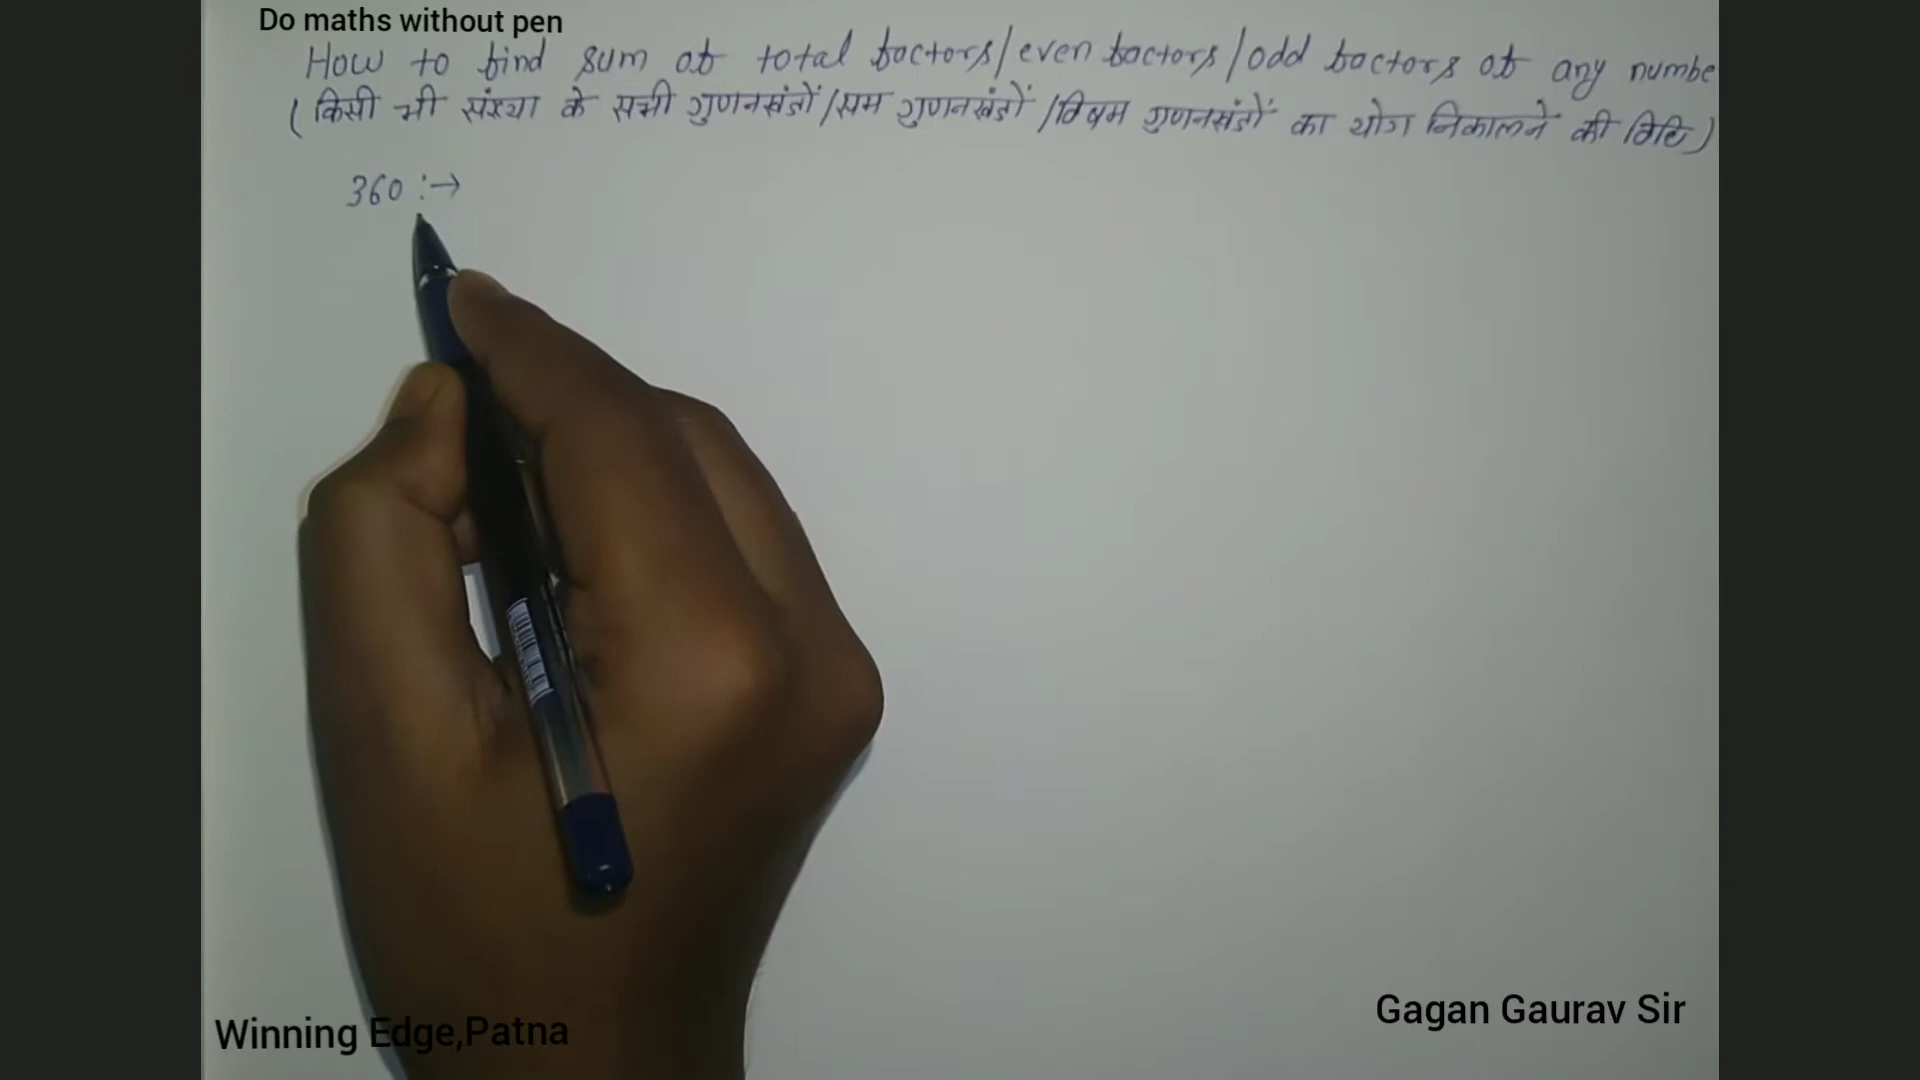 Do maths without pen
How to find sum of total factors/even factors/odd factors of any numbe
(किसी भी संख्या के सभी गुणनखंडों/सम गुणनखंडों/विषम गुणनखंडों का योग निकालने की विधि)
360 :→
Winning Edge,Patna
Gagan Gaurav Sir